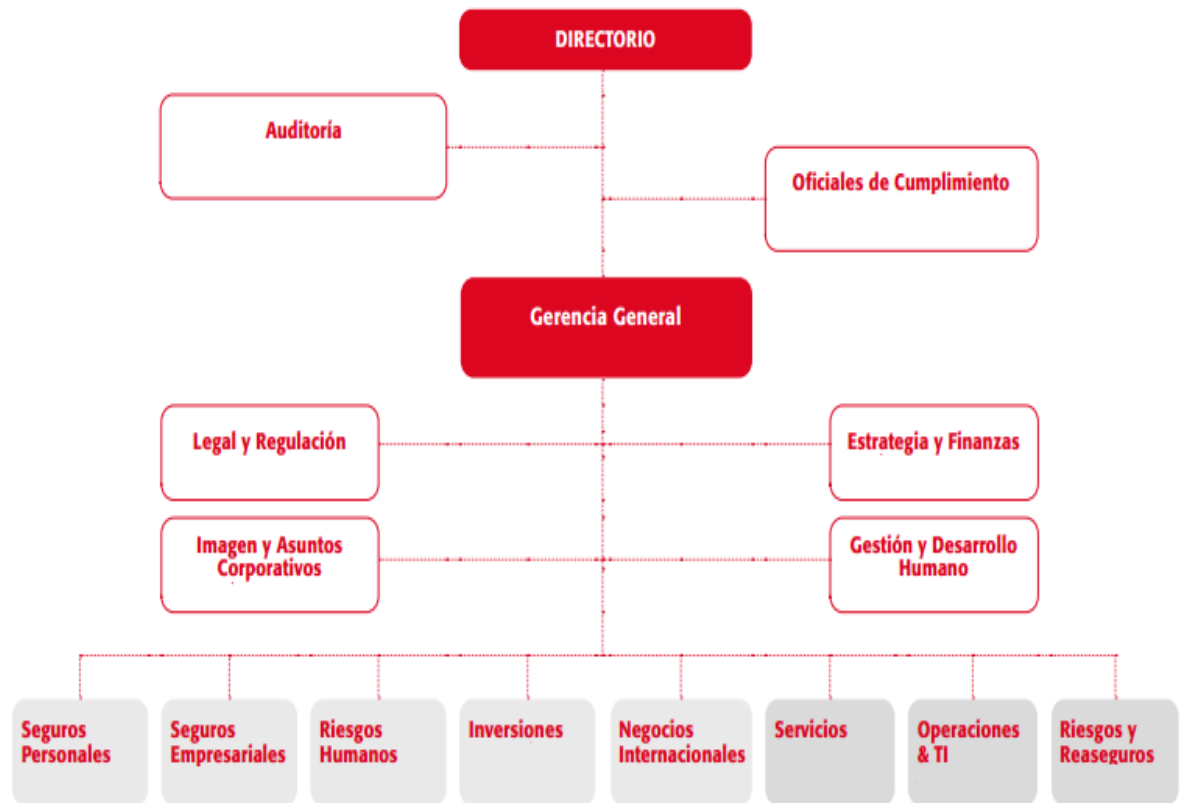 DIRECTORIO
Auditoría
Oficiales de Cumplimiento
Gerencia General
Legal y Regulación
Estrategia y Finanzas
Imagen y Asuntos
Corporativos
Gestión y Desarrollo
Humano
Seguros
Personales
Seguros
Empresariales
Riesgos
Humanos
Inversiones
Negocios
Internacionales
Servicios
Operaciones
& TI
Riesgos y
Reaseguros